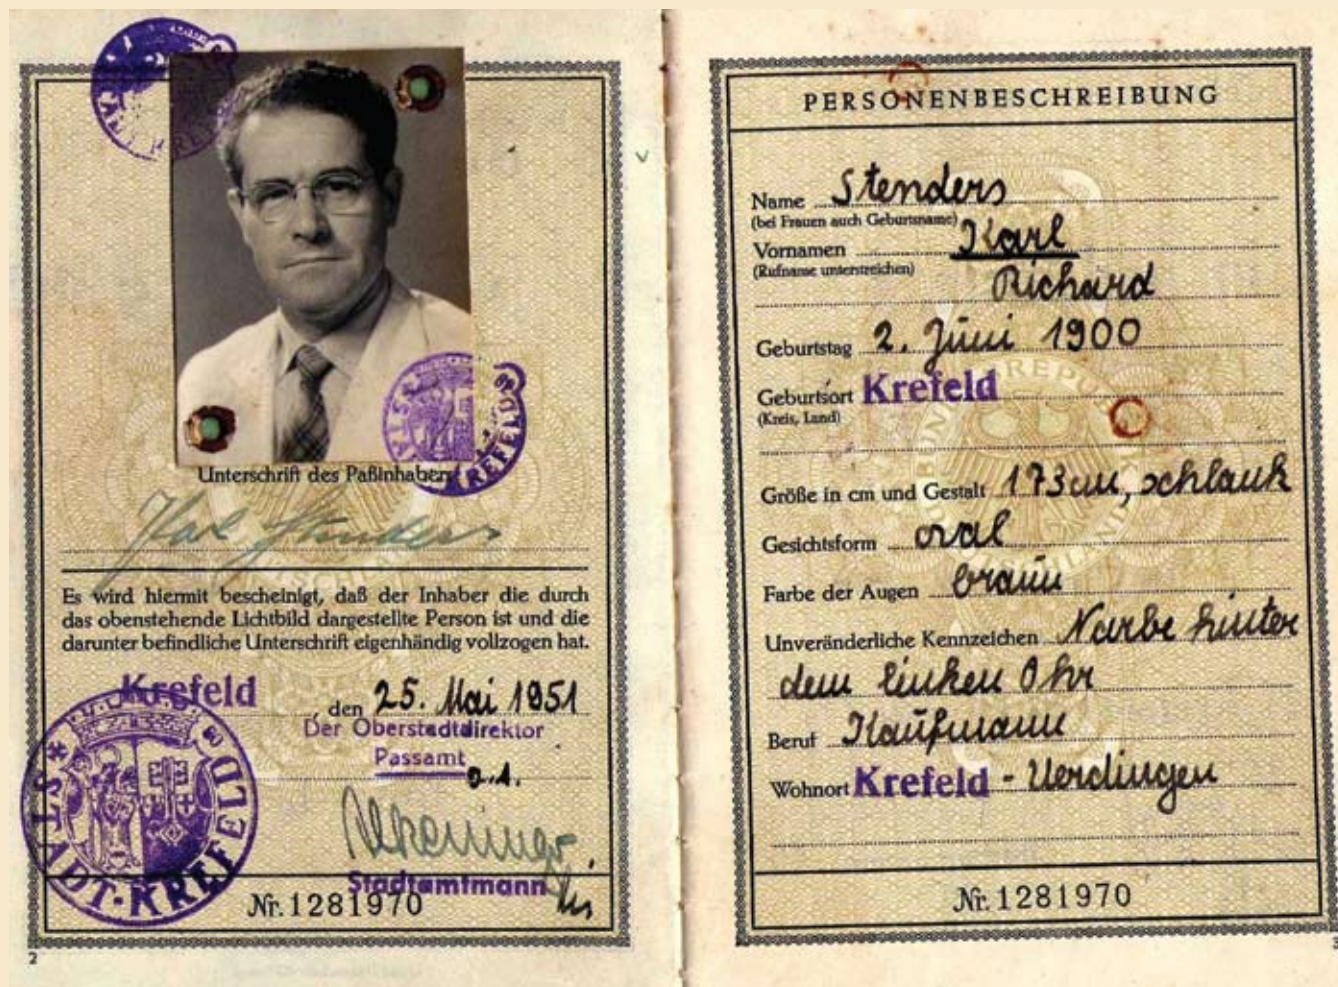 Unterschrift des Paßinhabers
Karl Stenders
Es wird hiermit bescheinigt, daß der Inhaber die durch
das obenstehende Lichtbild dargestellte Person ist und die
darunter befindliche Unterschrift eigenhändig vollzogen hat.
Krefeld, den 25. Mai 1951
Der Oberstadtdirektor
Passamt
Stadtamtmann
STADT-KREFELD
Nr. 1281970
2
PERSONENBESCHREIBUNG
Name Stenders
(bei Frauen auch Geburtsname)
Vornamen Karl
(Rufname unterstreichen)
Richard
Geburtstag 2. Juni 1900
Geburtsort Krefeld
(Kreis, Land)
Größe in cm und Gestalt 173 cm, schlank
Gesichtsform oval
Farbe der Augen braun
Unveränderliche Kennzeichen Narbe hinter
dem linken Ohr
Beruf Kaufmann
Wohnort Krefeld - Uerdingen
Nr. 1281970
3